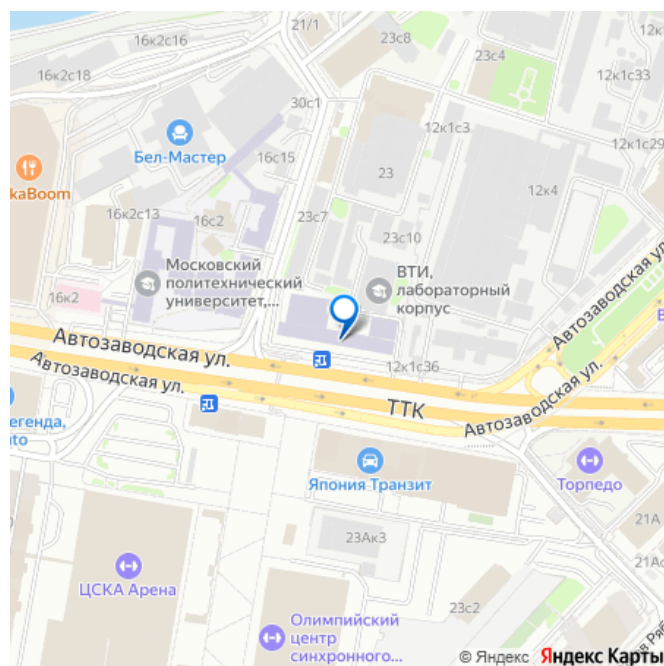 16к2с16
21/1
23с8
23с4
16к2с18
12к1с33
30с1
12к1с3
12к1с29
Бел-Мастер
16с15
kaBoom
23
12к4
16к2с13
16с2
23с7
23с10
Московский
политехнический
университет,...
ВТИ,
лабораторный
корпус
16к2
Автозаводская ул.
Автозаводская ул.
12к1с36
Автозаводская ул.
Автозаводская ул.
ТТК
егенда,
uto
Япония Транзит
Торпедо
21А
23Ак3
21Ас
ЦСКА Арена
23с2
Олимпийский
центр
синхронного...
© Яндекс Яндекс Карты